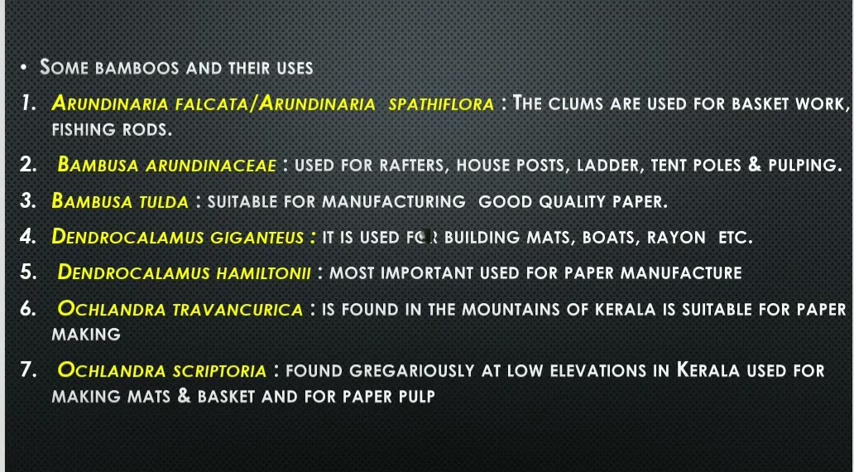 • Some bamboos and their uses
1. Arundinaria falcata/Arundinaria spathiflora : The clums are used for basket work,
fishing rods.
2. Bambusa arundinaceae : used for rafters, house posts, ladder, tent poles & pulping.
3. Bambusa tulda : suitable for manufacturing good quality paper.
4. Dendrocalamus giganteus : it is used for building mats, boats, rayon etc.
5. Dendrocalamus hamiltonii : most important used for paper manufacture
6. Ochlandra travancurica : is found in the mountains of kerala is suitable for paper
making
7. Ochlandra scriptoria : found gregariously at low elevations in Kerala used for
making mats & basket and for paper pulp